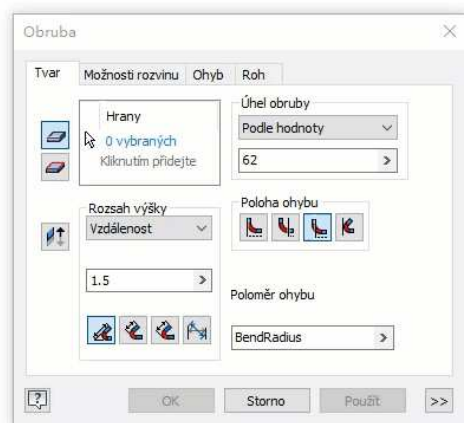 Obruba
Tvar Možnosti rozvinu Ohyb Roh
Hrany
0 vybraných
Kliknutím přidejte
Úhel obruby
Podle hodnoty
62
Rozsah výšky
Vzdálenost
1.5
Poloha ohybu
Poloměr ohybu
BendRadius
? OK Storno Použít >>